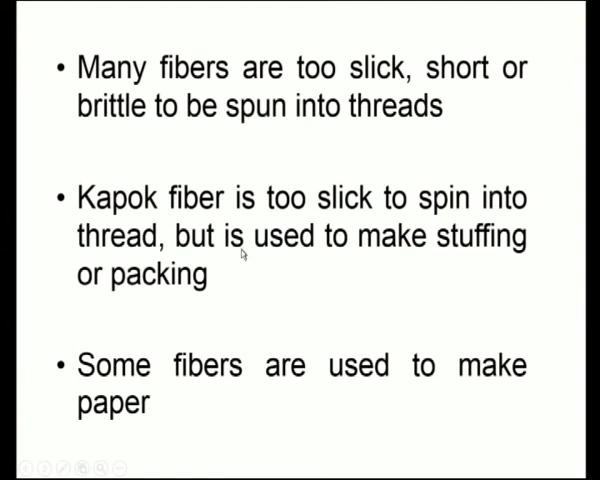 • Many fibers are too slick, short or
brittle to be spun into threads
• Kapok fiber is too slick to spin into
thread, but is used to make stuffing
or packing
• Some fibers are used to make
paper